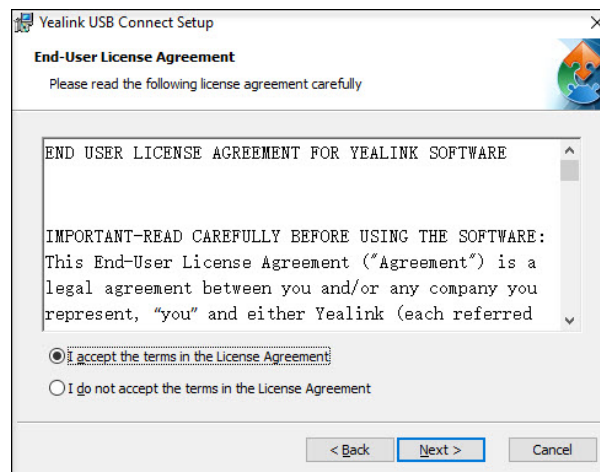 Yealink USB Connect Setup
End-User License Agreement
Please read the following license agreement carefully
END USER LICENSE AGREEMENT FOR YEALINK SOFTWARE
IMPORTANT-READ CAREFULLY BEFORE USING THE SOFTWARE:
This End-User License Agreement ("Agreement") is a
legal agreement between you and/or any company you
represent, “you” and either Yealink (each referred
I accept the terms in the License Agreement
I do not accept the terms in the License Agreement
< Back Next > Cancel